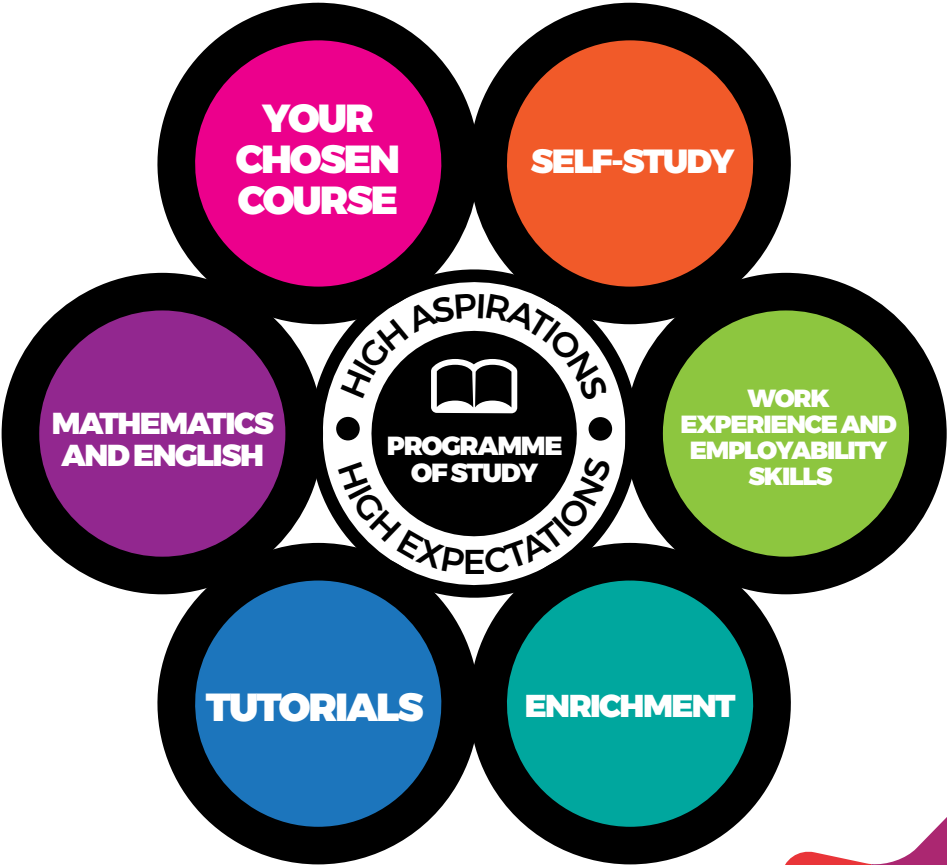 YOUR
CHOSEN
COURSE
SELF-STUDY
HIGH ASPIRATIONS
MATHEMATICS
AND ENGLISH
PROGRAMME
OF STUDY
WORK
EXPERIENCE AND
EMPLOYABILITY
SKILLS
HIGH EXPECTATIONS
TUTORIALS
ENRICHMENT